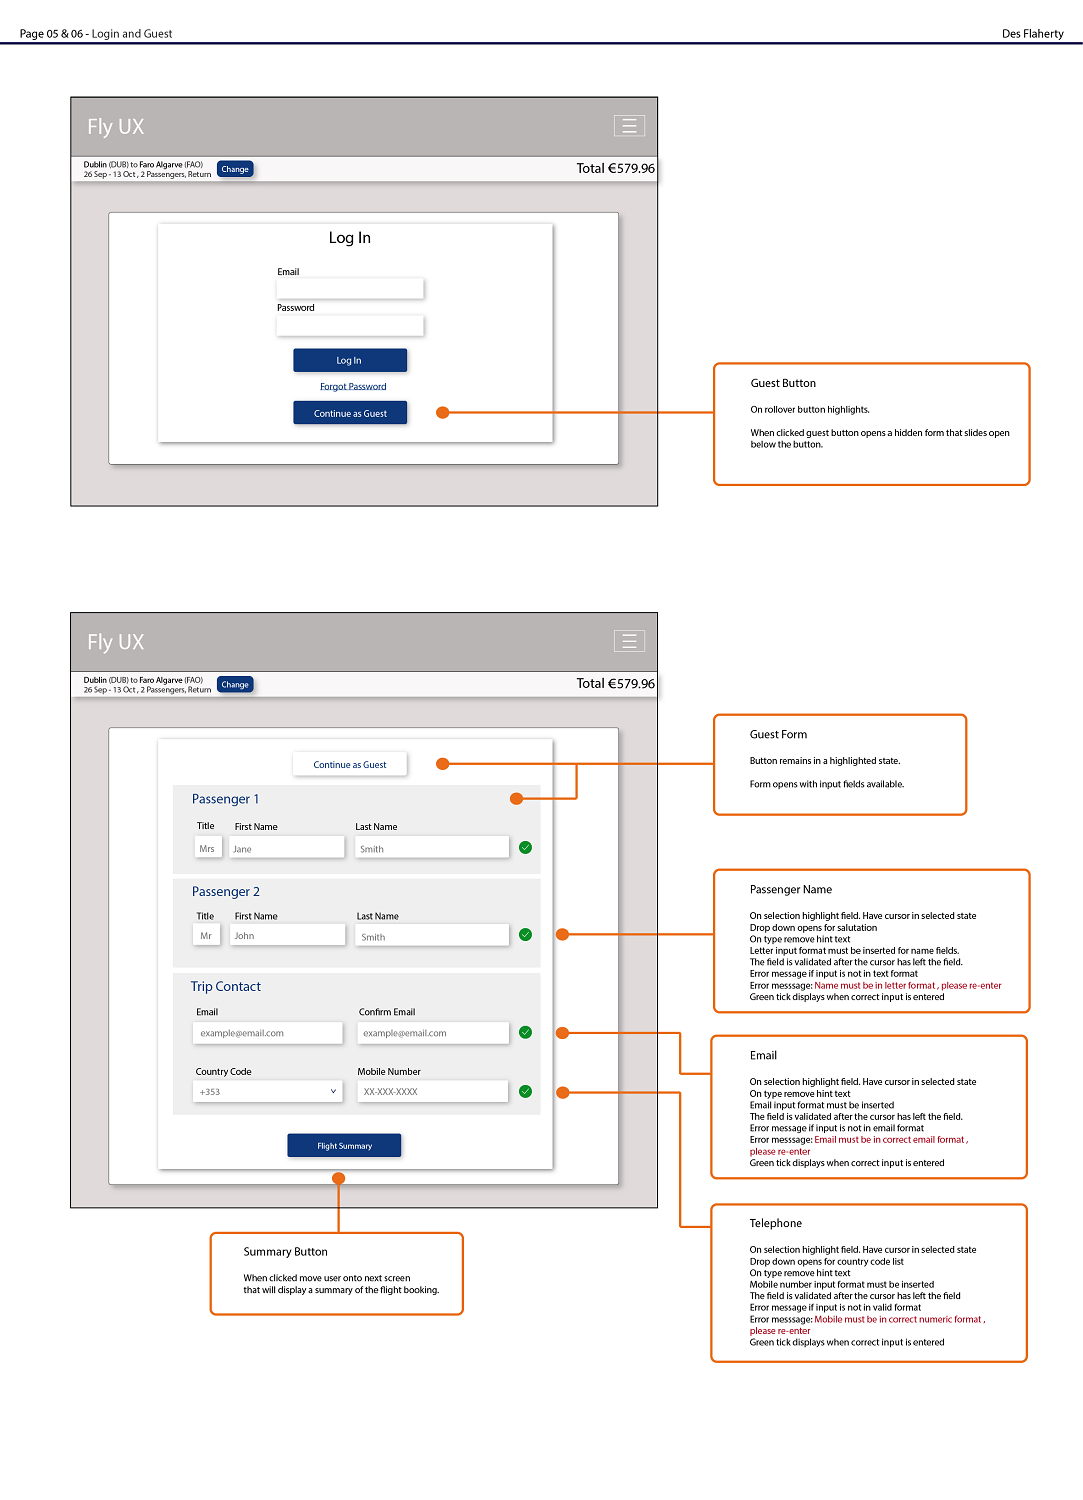 Page 05 & 06 - Login and Guest
Des Flaherty
Fly UX
Dublin (DUB) to Faro Algarve (FAO)
26 Sep - 13 Oct , 2 Passengers, Return
Change
Total €579.96
Log In
Email
Password
Log In
Forgot Password
Continue as Guest
Guest Button
On rollover button highlights.
When clicked guest button opens a hidden form that slides open
below the button.
Fly UX
Dublin (DUB) to Faro Algarve (FAO)
26 Sep - 13 Oct , 2 Passengers, Return
Change
Total €579.96
Continue as Guest
Passenger 1
Title First Name Last Name
Mrs Jane Smith
Passenger 2
Title First Name Last Name
Mr John Smith
Trip Contact
Email Confirm Email
example@email.com example@email.com
Country Code Mobile Number
+353 XX-XXX-XXXX
Flight Summary
Guest Form
Button remains in a highlighted state.
Form opens with input fields available.
Passenger Name
On selection highlight field. Have cursor in selected state
Drop down opens for salutation
On type remove hint text
Letter input format must be inserted for name fields.
The field is validated after the cursor has left the field.
Error message if input is not in text format
Error messsage: Name must be in letter format , please re-enter
Green tick displays when correct input is entered
Email
On selection highlight field. Have cursor in selected state
On type remove hint text
Email input format must be inserted
The field is validated after the cursor has left the field.
Error message if input is not in email format
Error messsage: Email must be in correct email format ,
please re-enter
Green tick displays when correct input is entered
Telephone
On selection highlight field. Have cursor in selected state
Drop down opens for country code list
On type remove hint text
Mobile number input format must be inserted
The field is validated after the cursor has left the field
Error message if input is not in valid format
Error messsage: Mobile must be in correct numeric format ,
please re-enter
Green tick displays when correct input is entered
Summary Button
When clicked move user onto next screen
that will display a summary of the flight booking.